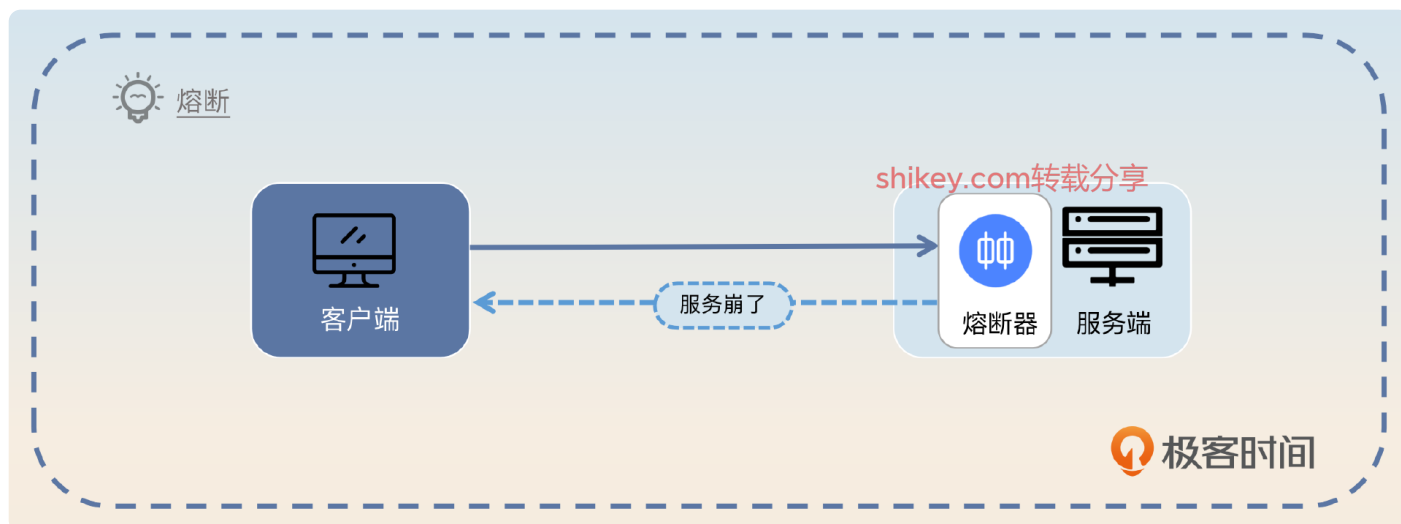 熔断
shikey.com转载分享
服务崩了
客户端
熔断器
服务端
极客时间